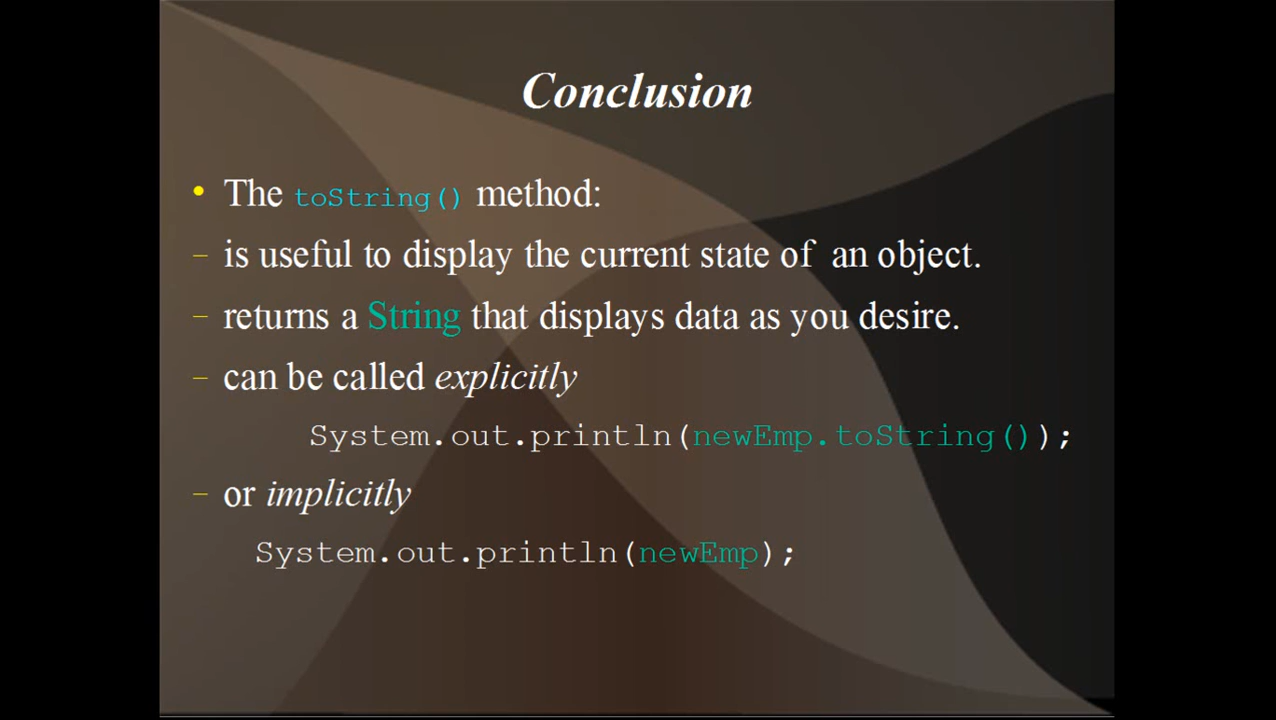 Conclusion
• The toString() method:
– is useful to display the current state of an object.
– returns a String that displays data as you desire.
– can be called explicitly
System.out.println(newEmp.toString());
– or implicitly
System.out.println(newEmp);